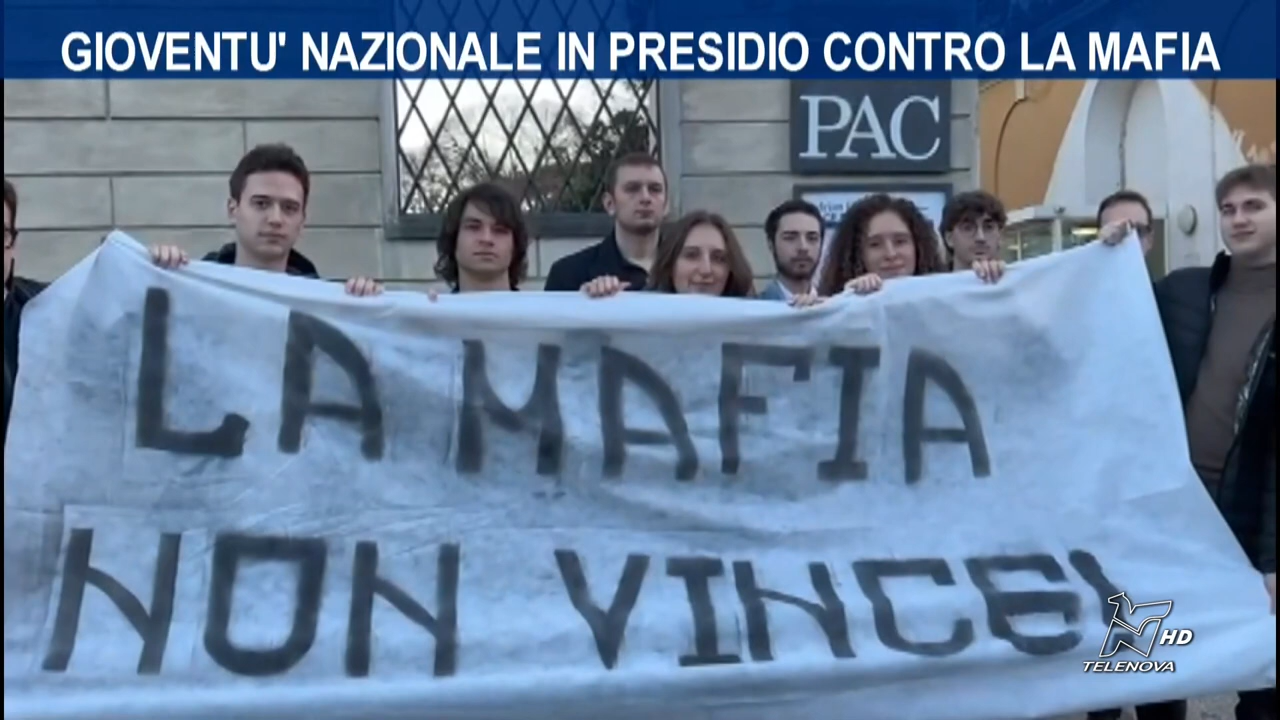 GIOVENTU' NAZIONALE IN PRESIDIO CONTRO LA MAFIA
PAC
LA MAFIA
NON VINCE!
HD
TELENOVA